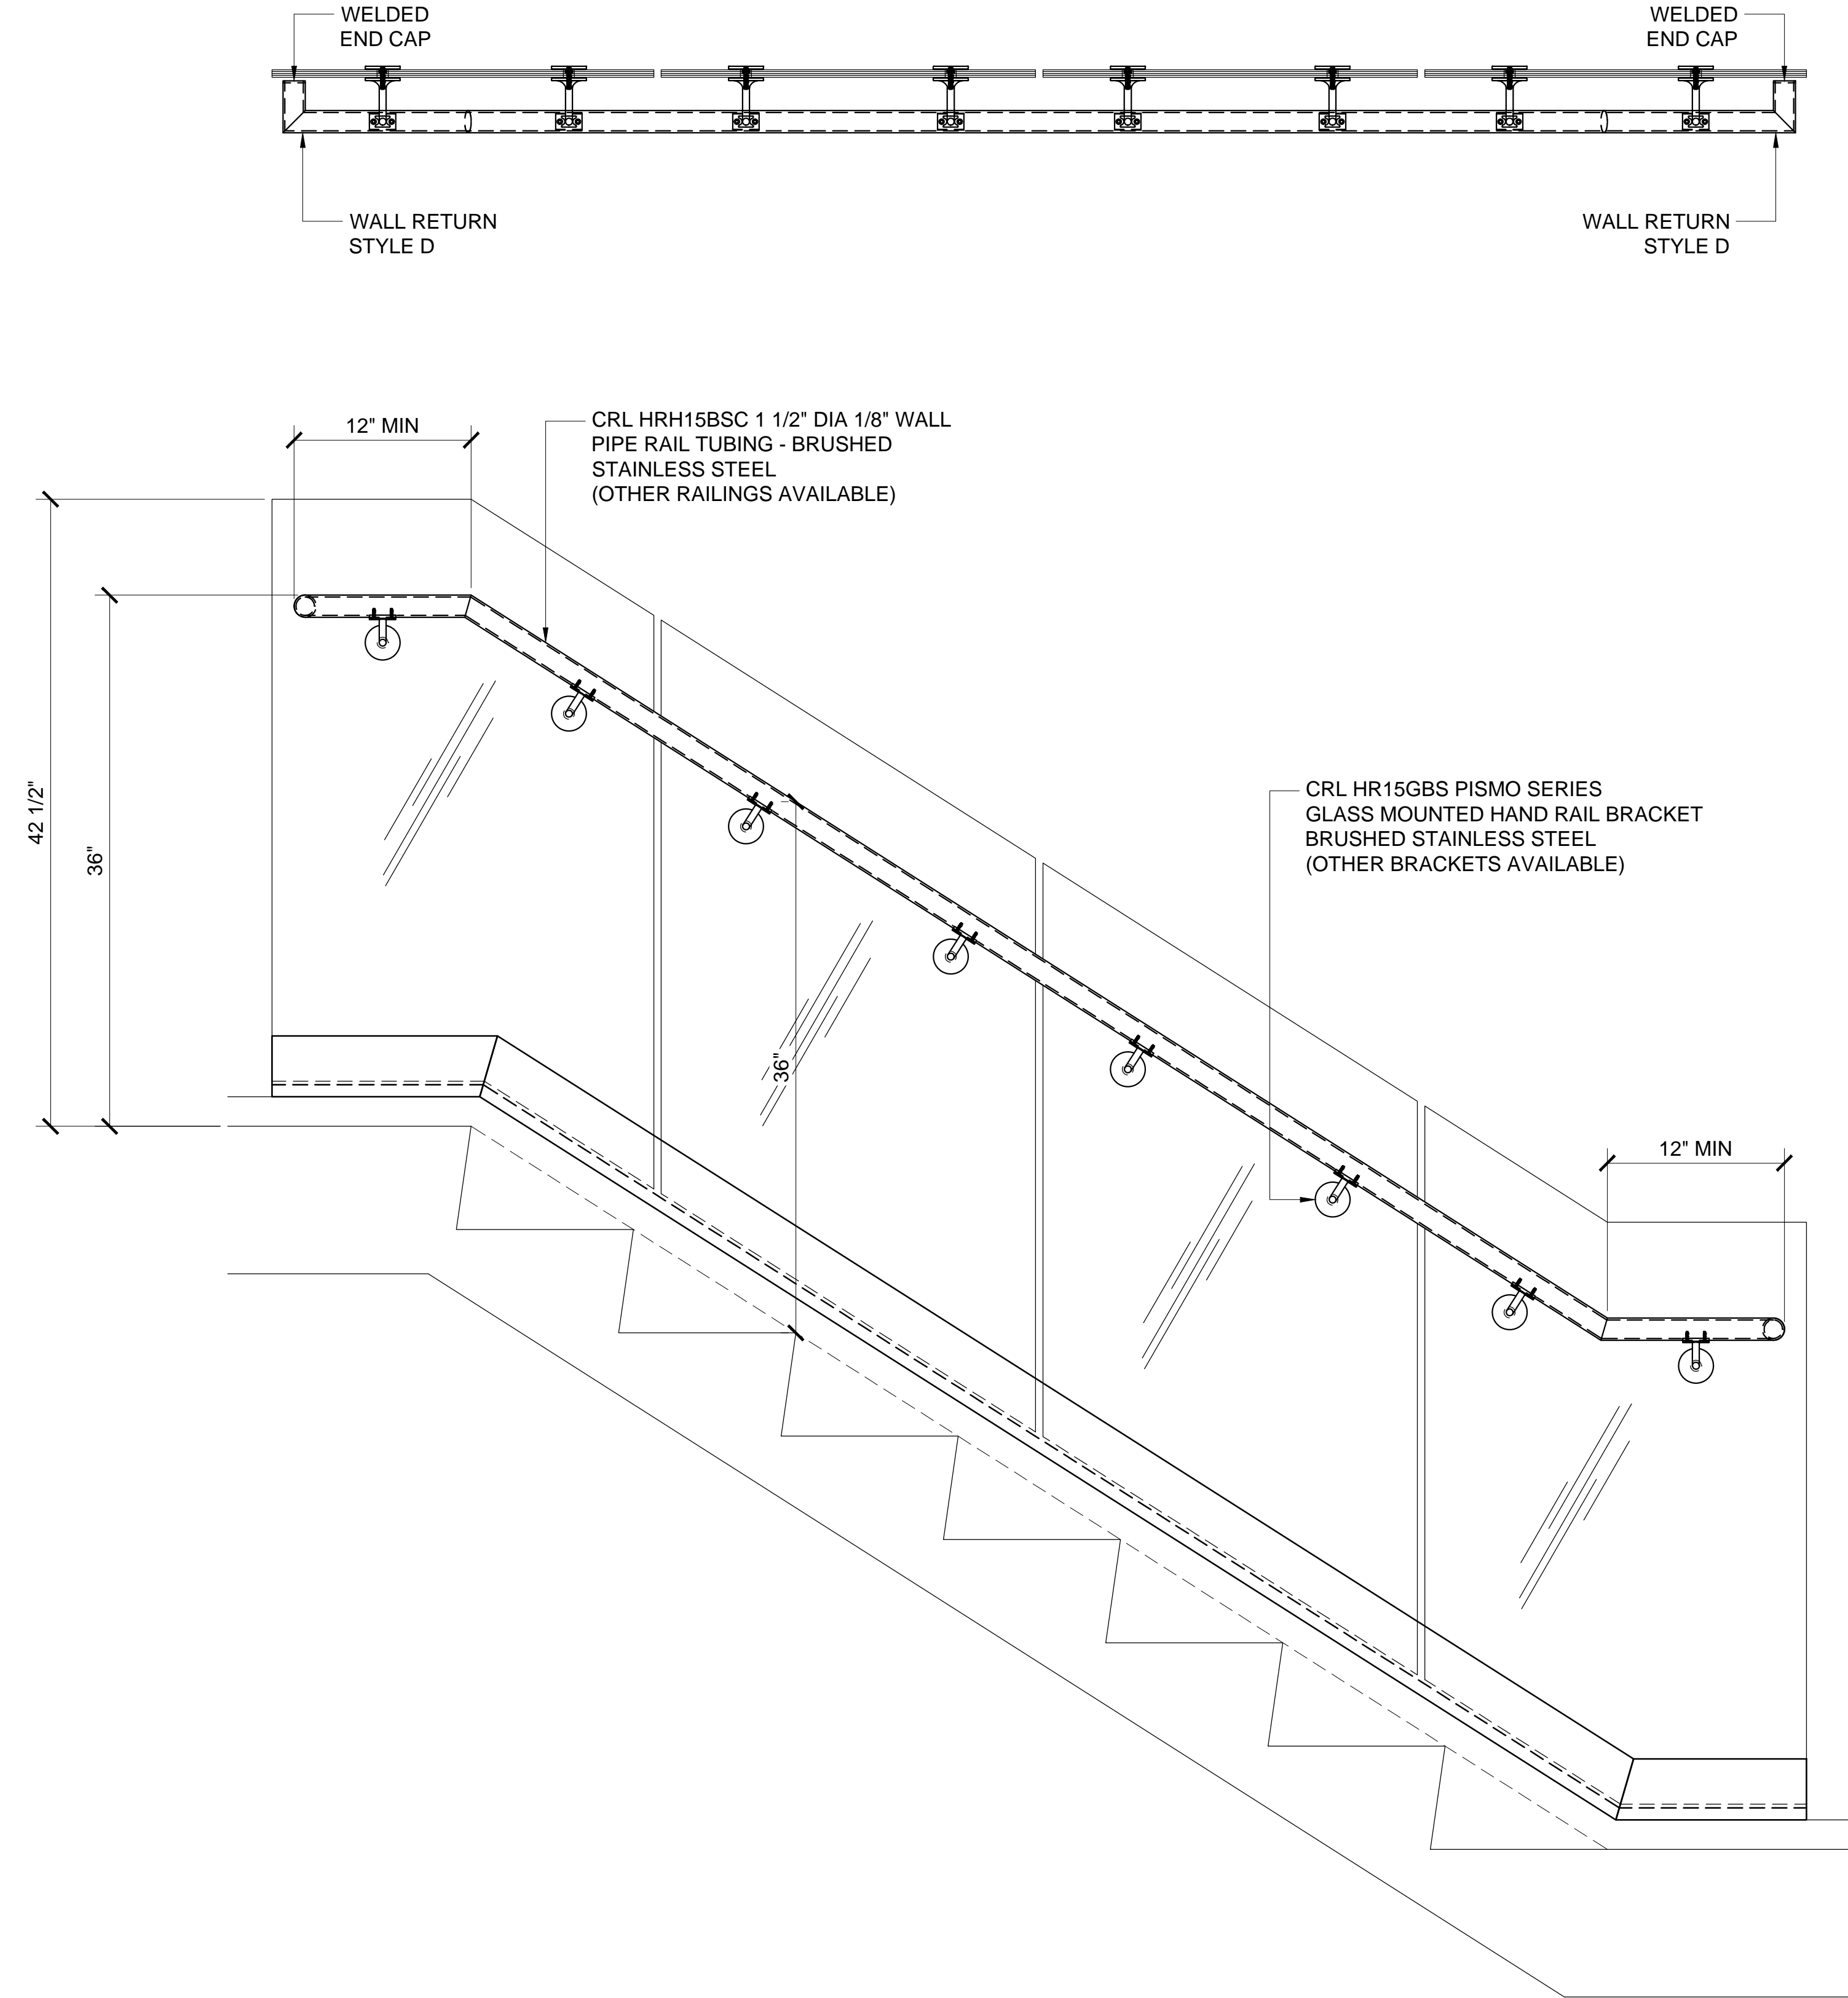 WELDED
END CAP
WELDED
END CAP
WALL RETURN
STYLE D
WALL RETURN
STYLE D
12" MIN
CRL HRH15BSC 1 1/2" DIA 1/8" WALL
PIPE RAIL TUBING - BRUSHED
STAINLESS STEEL
(OTHER RAILINGS AVAILABLE)
42 1/2"
36"
CRL HR15GBS PISMO SERIES
GLASS MOUNTED HAND RAIL BRACKET
BRUSHED STAINLESS STEEL
(OTHER BRACKETS AVAILABLE)
36"
12" MIN